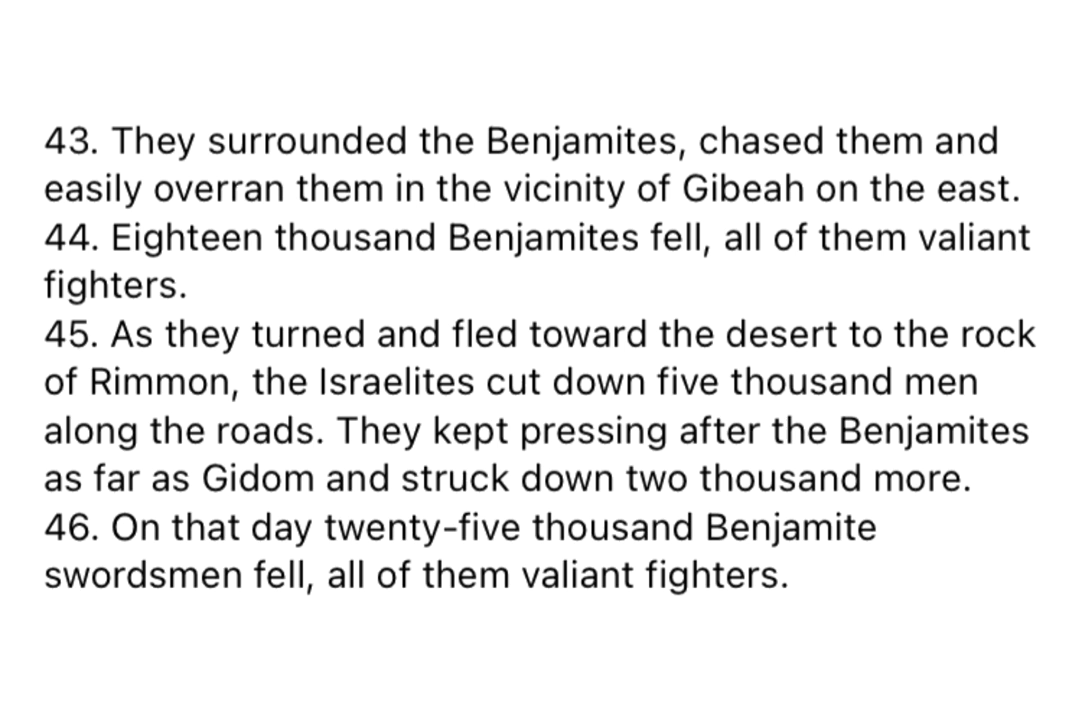 43. They surrounded the Benjamites, chased them and
easily overran them in the vicinity of Gibeah on the east.
44. Eighteen thousand Benjamites fell, all of them valiant
fighters.
45. As they turned and fled toward the desert to the rock
of Rimmon, the Israelites cut down five thousand men
along the roads. They kept pressing after the Benjamites
as far as Gidom and struck down two thousand more.
46. On that day twenty-five thousand Benjamite
swordsmen fell, all of them valiant fighters.